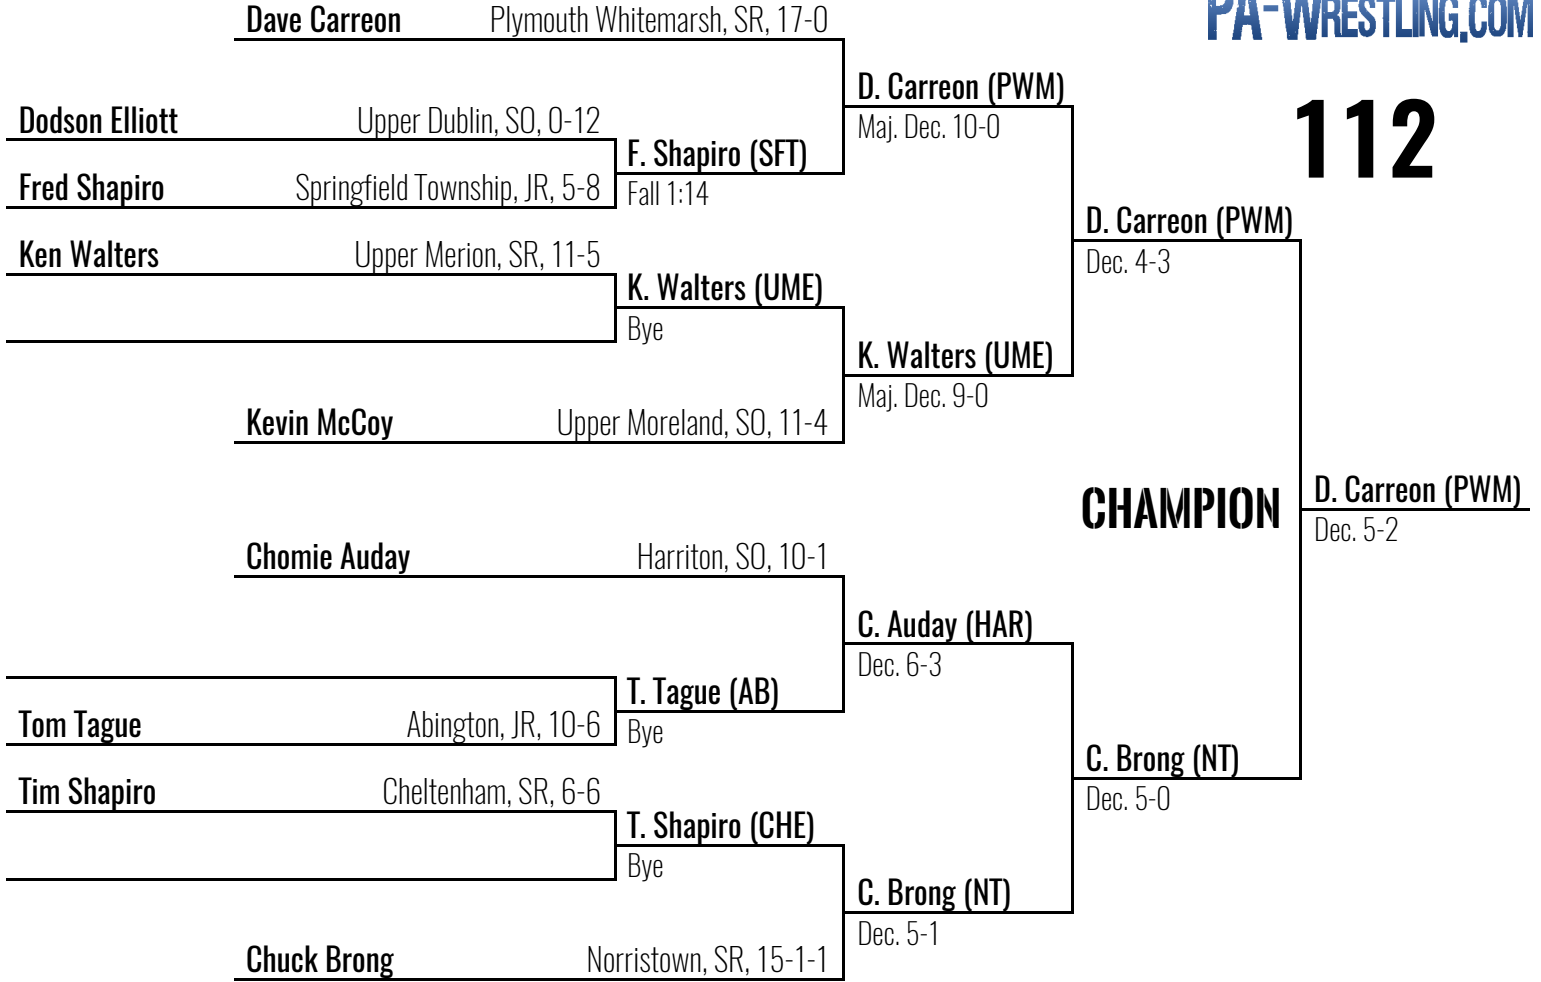 Dave Carreon Plymouth Whitemarsh, SR, 17-0
PA-WRESTLING.COM
112
D. Carreon (PWM)
Maj. Dec. 10-0
Dodson Elliott Upper Dublin, SO, 0-12
F. Shapiro (SFT)
Fall 1:14
Fred Shapiro Springfield Township, JR, 5-8
D. Carreon (PWM)
Dec. 4-3
Ken Walters Upper Merion, SR, 11-5
K. Walters (UME)
Bye
K. Walters (UME)
Maj. Dec. 9-0
Kevin McCoy Upper Moreland, SO, 11-4
CHAMPION
D. Carreon (PWM)
Dec. 5-2
Chomie Auday Harriton, SO, 10-1
C. Auday (HAR)
Dec. 6-3
T. Tague (AB)
Bye
Tom Tague Abington, JR, 10-6
C. Brong (NT)
Dec. 5-0
Tim Shapiro Cheltenham, SR, 6-6
T. Shapiro (CHE)
Bye
C. Brong (NT)
Dec. 5-1
Chuck Brong Norristown, SR, 15-1-1